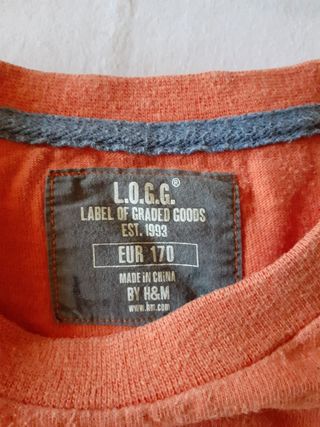 L.O.G.G.®
LABEL OF GRADED GOODS
EST. 1993
EUR 170
MADE IN CHINA
BY H&M
www.hm.com